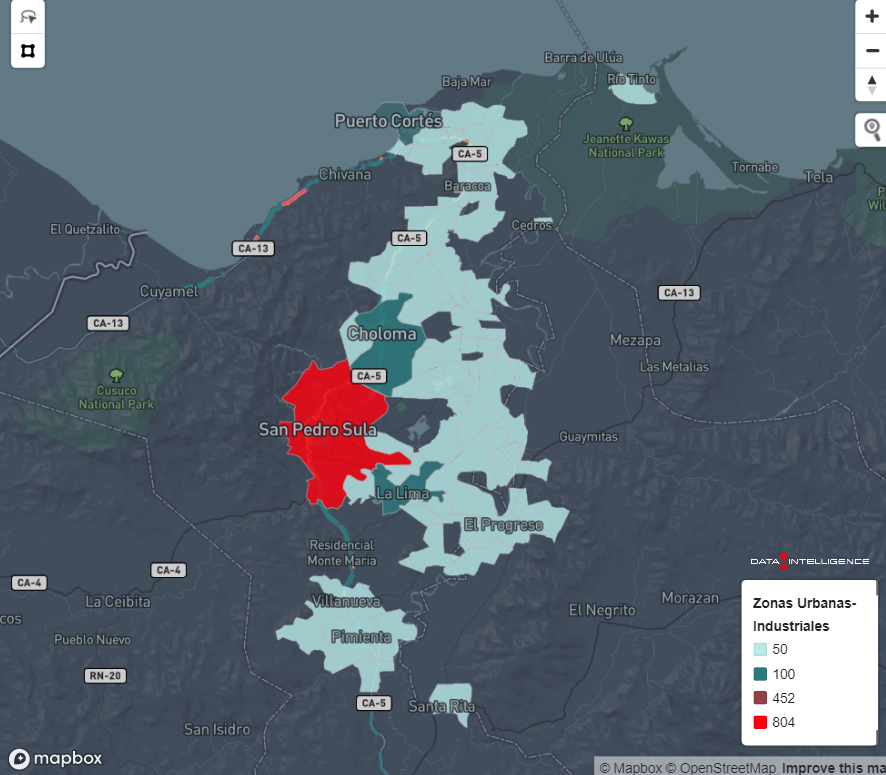 Barra de Ulúa
Baja Mar
Río Tinto
Puerto Cortés
Jeanette Kawas
National Park
CA-5
Tornabe
Chivana
Tela
Baracoa
P
Wil
El Quetzalito
Cedros
CA-5
CA-13
Cuyamel
CA-13
CA-13
Choloma
Mezapa
Las Metalias
CA-5
Cusuco
National Park
San Pedro Sula
Guaymitas
La Lima
El Progreso
Residencial
Monte Maria
DATA INTELLIGENCE
CA-4
CA-4
La Ceibita
Villanueva
Morazan
El Negrito
cos
Pueblo Nuevo
Pimienta
RN-20
CA-5
Santa Rita
San Isidro
Zonas Urbanas-
Industriales
50
100
452
804
mapbox
© Mapbox © OpenStreetMap Improve this ma